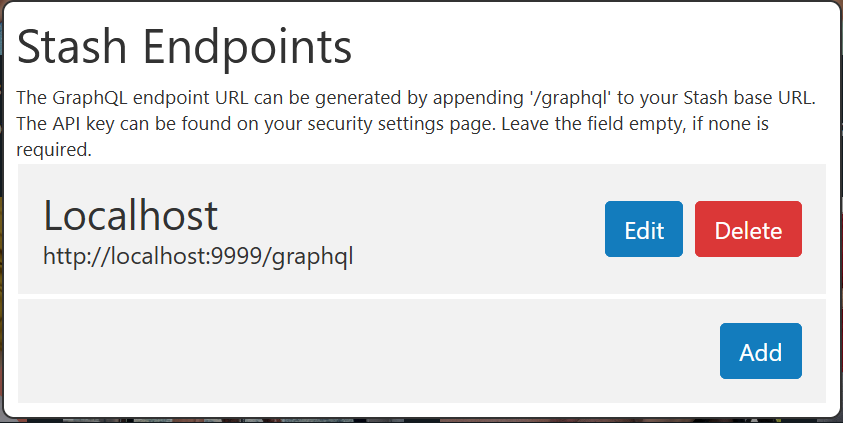 Stash Endpoints
The GraphQL endpoint URL can be generated by appending '/graphql' to your Stash base URL.
The API key can be found on your security settings page. Leave the field empty, if none is
required.
Localhost
http://localhost:9999/graphql
Edit
Delete
Add